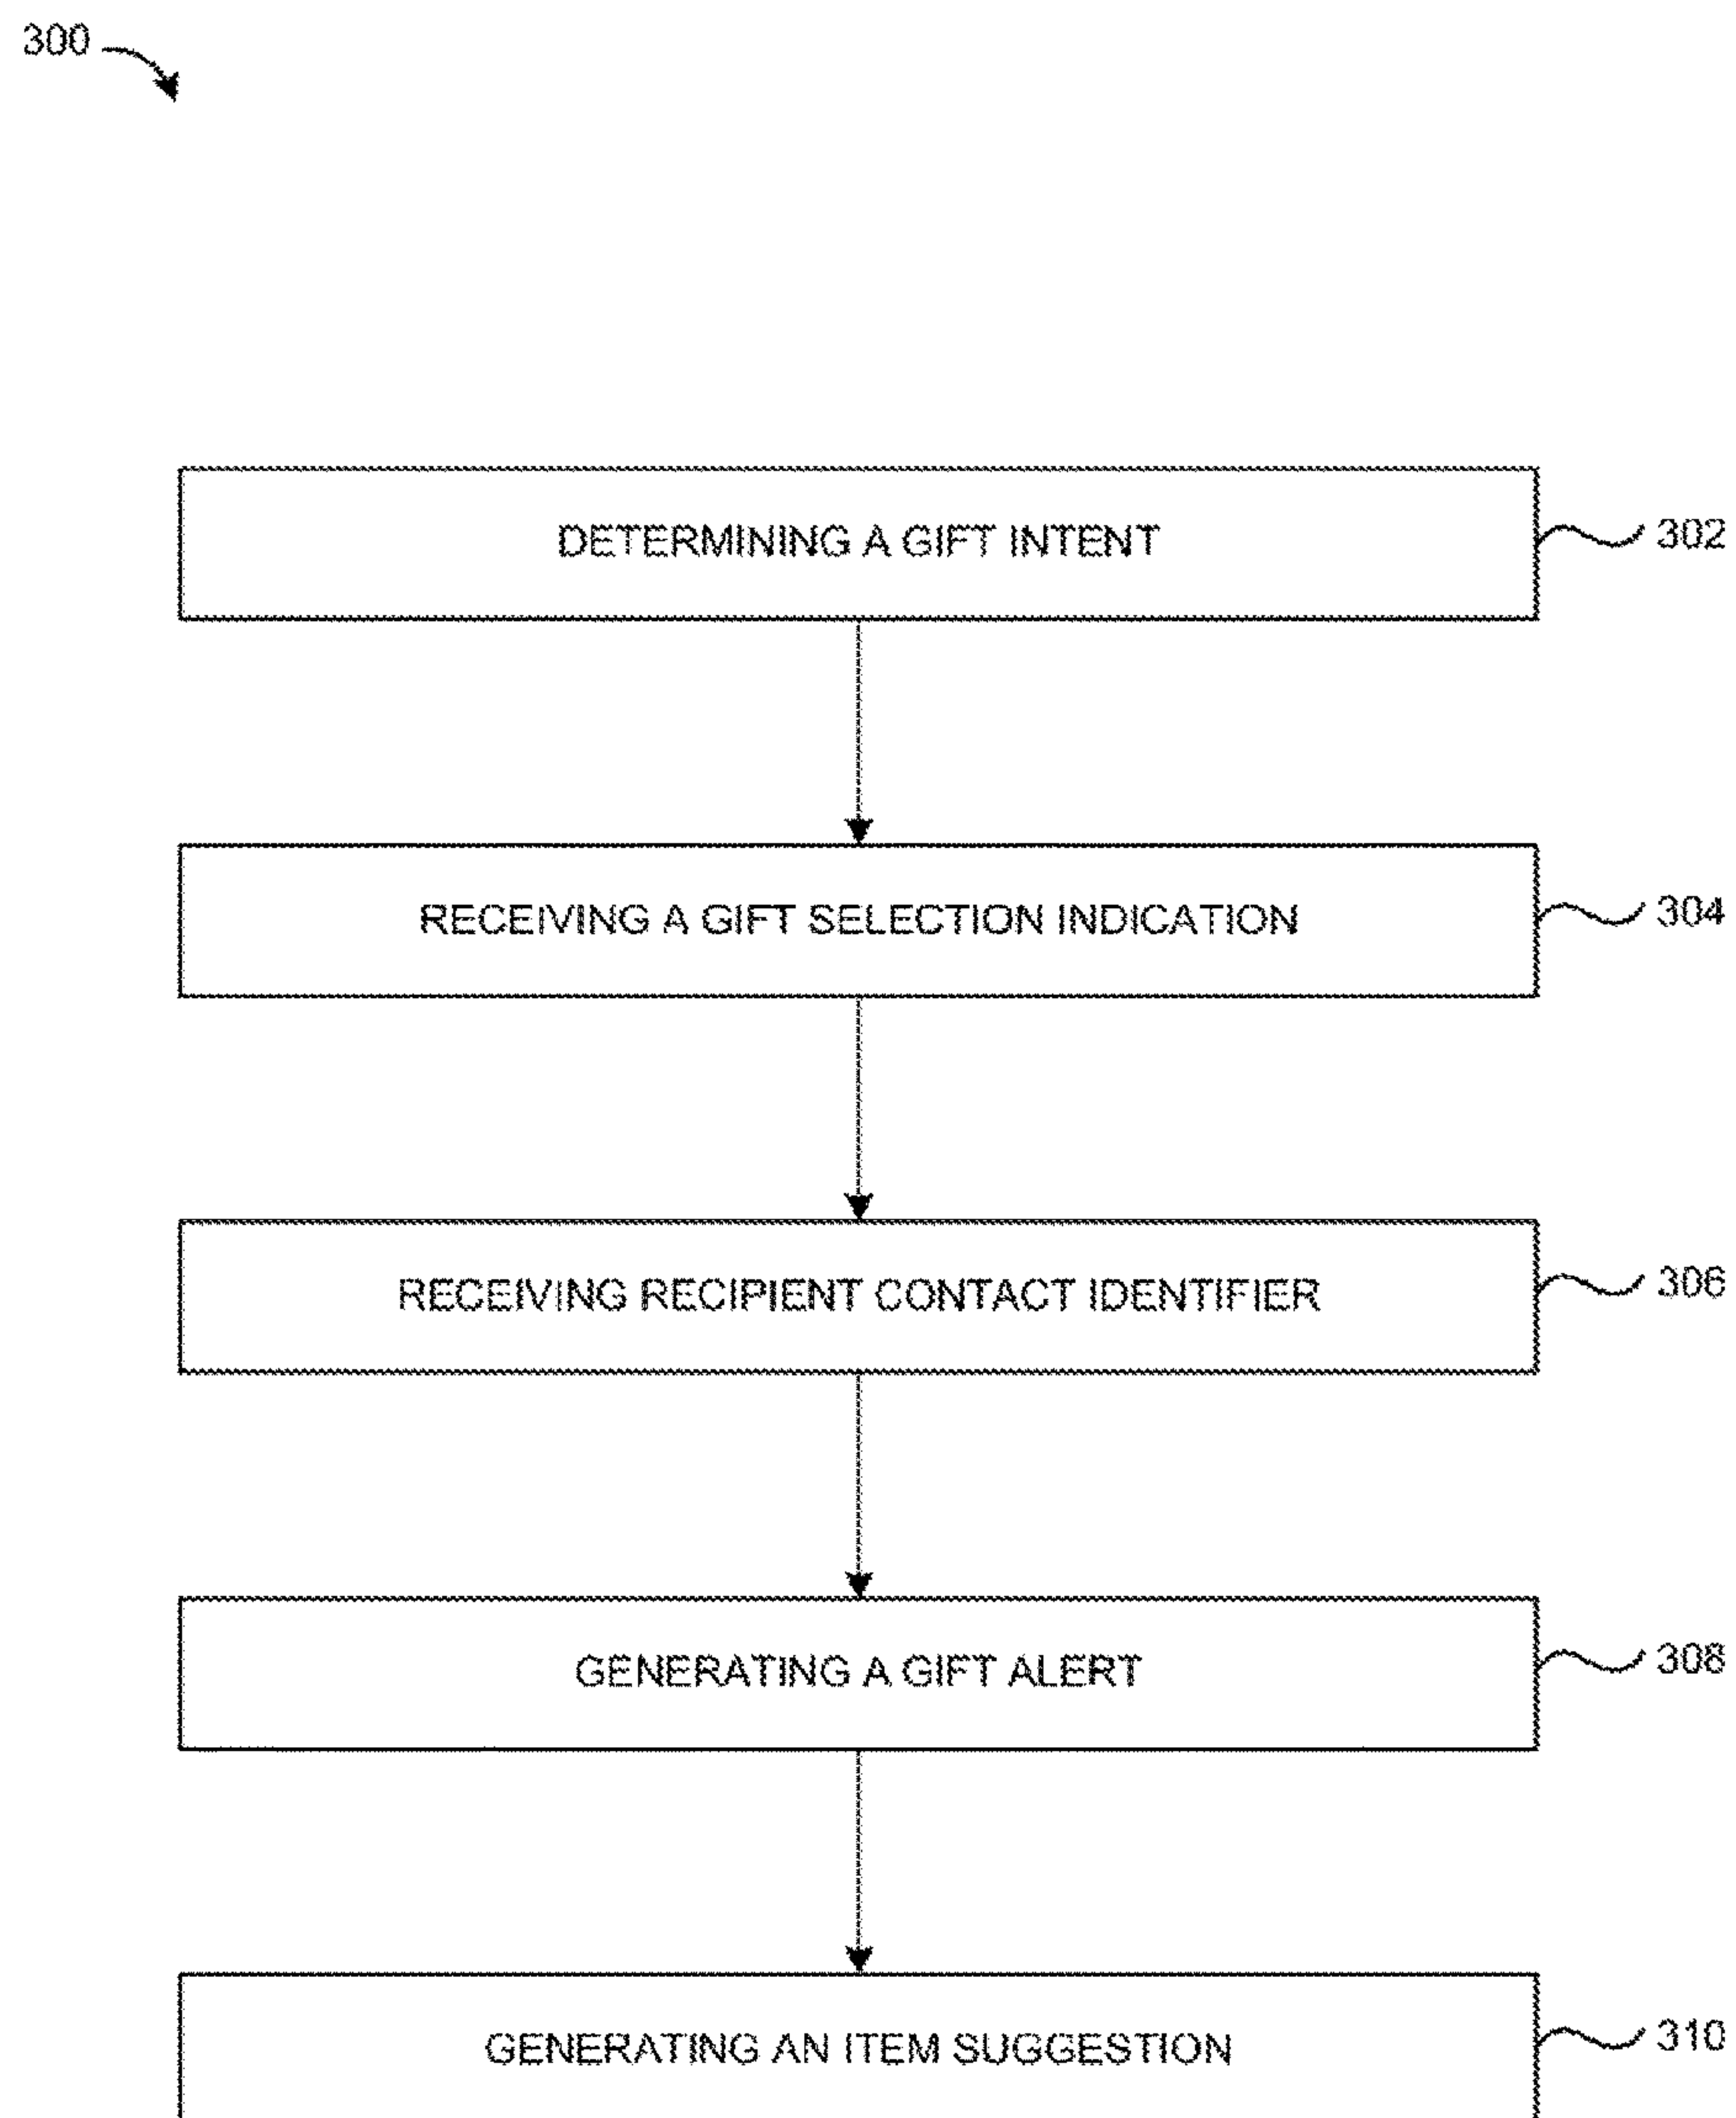 300
DETERMINING A GIFT INTENT
302
RECEIVING A GIFT SELECTION INDICATION
304
RECEIVING RECIPIENT CONTACT IDENTIFIER
306
GENERATING A GIFT ALERT
308
GENERATING AN ITEM SUGGESTION
310